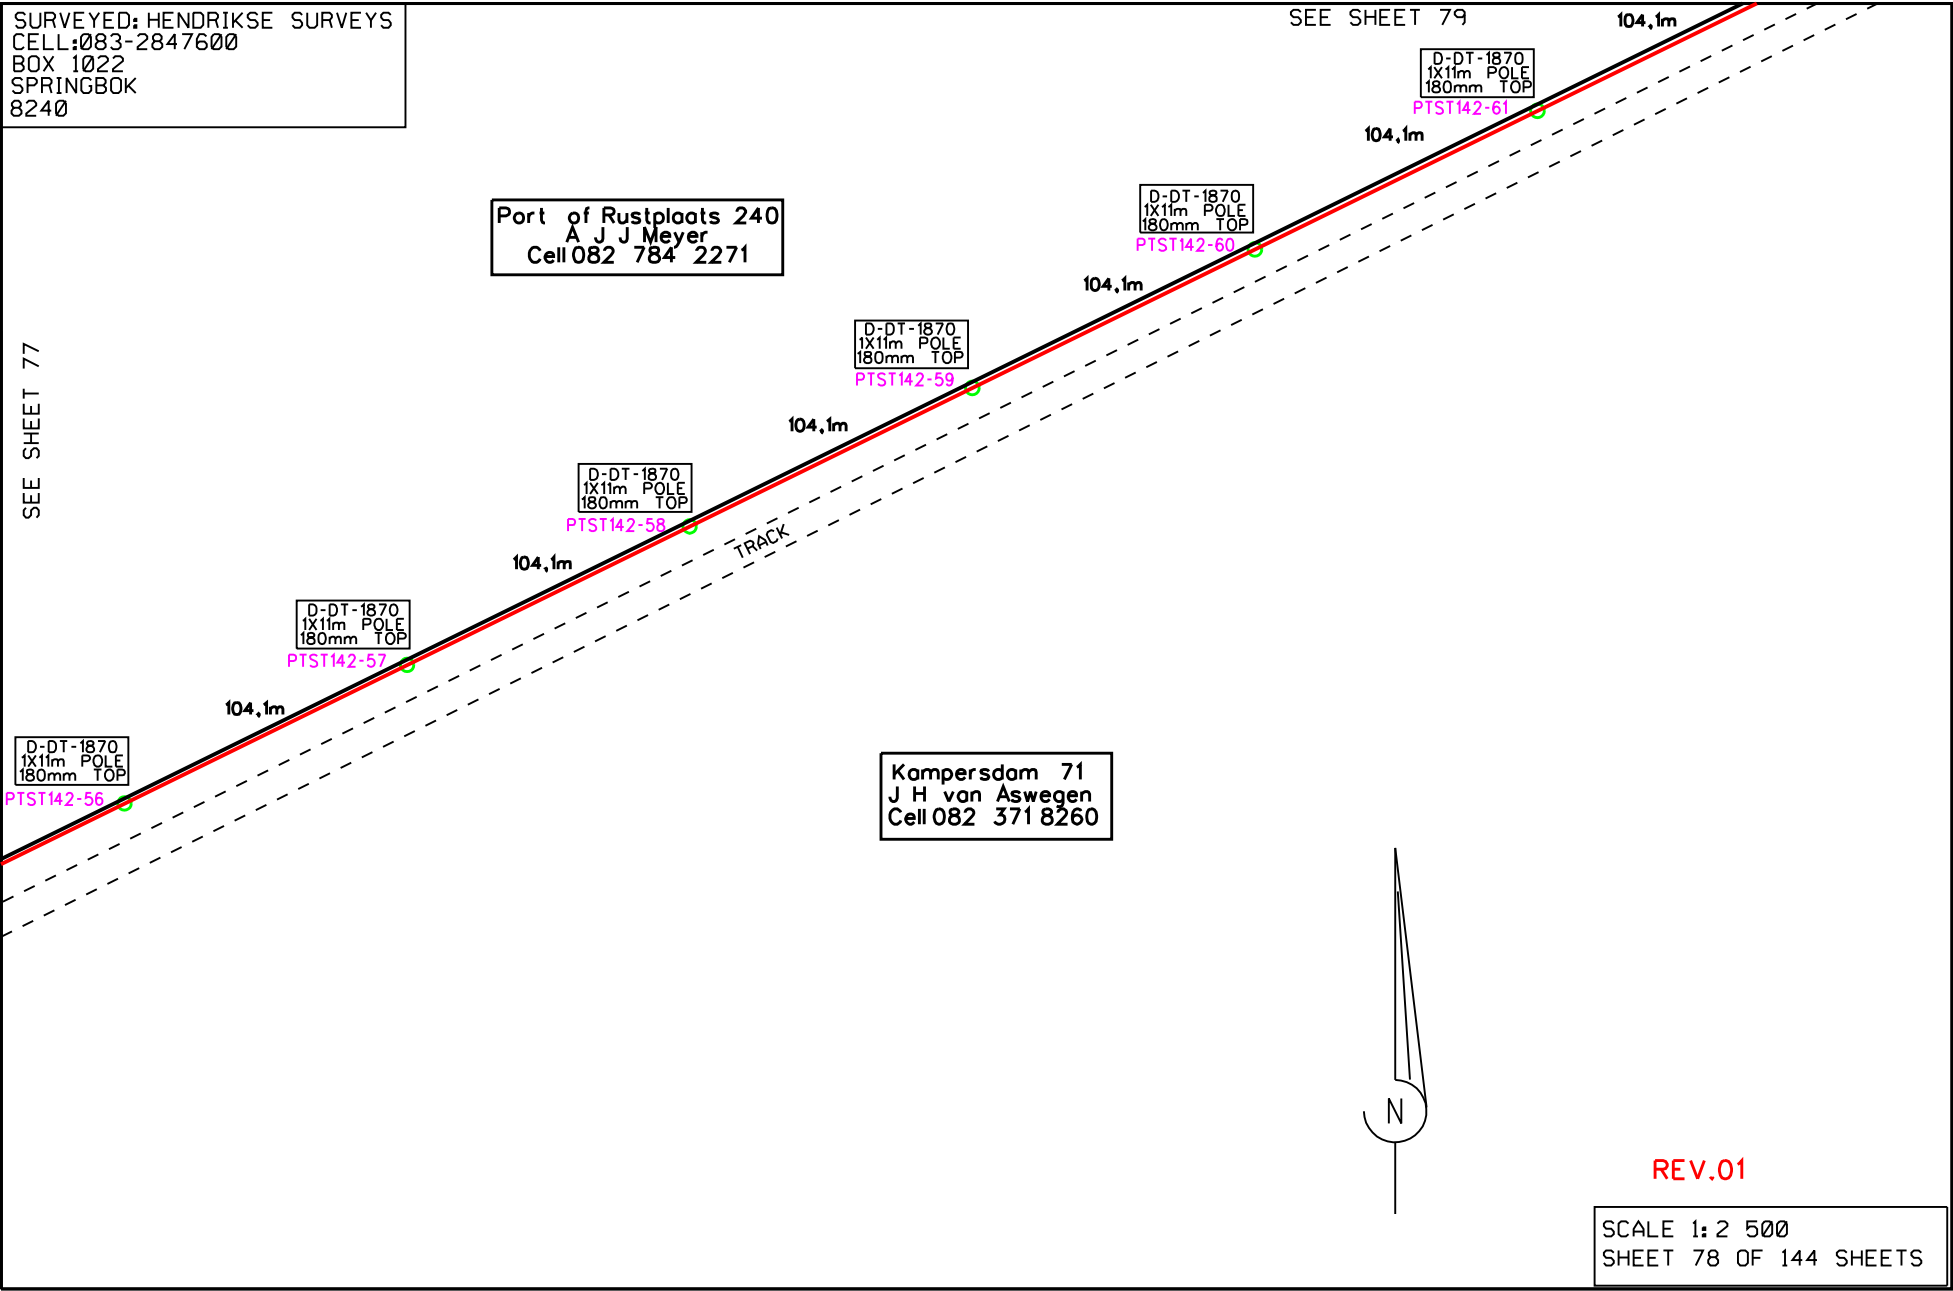 SURVEYED: HENDRIKSE SURVEYS
CELL:083-2847600
BOX 1022
SPRINGBOK
8240
SEE SHEET 79
104,1m
D-DT-1870
1X11m POLE
180mm TOP
PTST142-61
104,1m
D-DT-1870
1X11m POLE
180mm TOP
PTST142-60
Port of Rustplaats 240
A J J Meyer
Cell 082 784 2271
104,1m
D-DT-1870
1X11m POLE
180mm TOP
PTST142-59
SEE SHEET 77
104,1m
D-DT-1870
1X11m POLE
180mm TOP
PTST142-58
TRACK
104,1m
D-DT-1870
1X11m POLE
180mm TOP
PTST142-57
104,1m
D-DT-1870
1X11m POLE
180mm TOP
PTST142-56
Kampersdam 71
J H van Aswegen
Cell 082 371 8260
N
REV.01
SCALE 1: 2 500
SHEET 78 OF 144 SHEETS